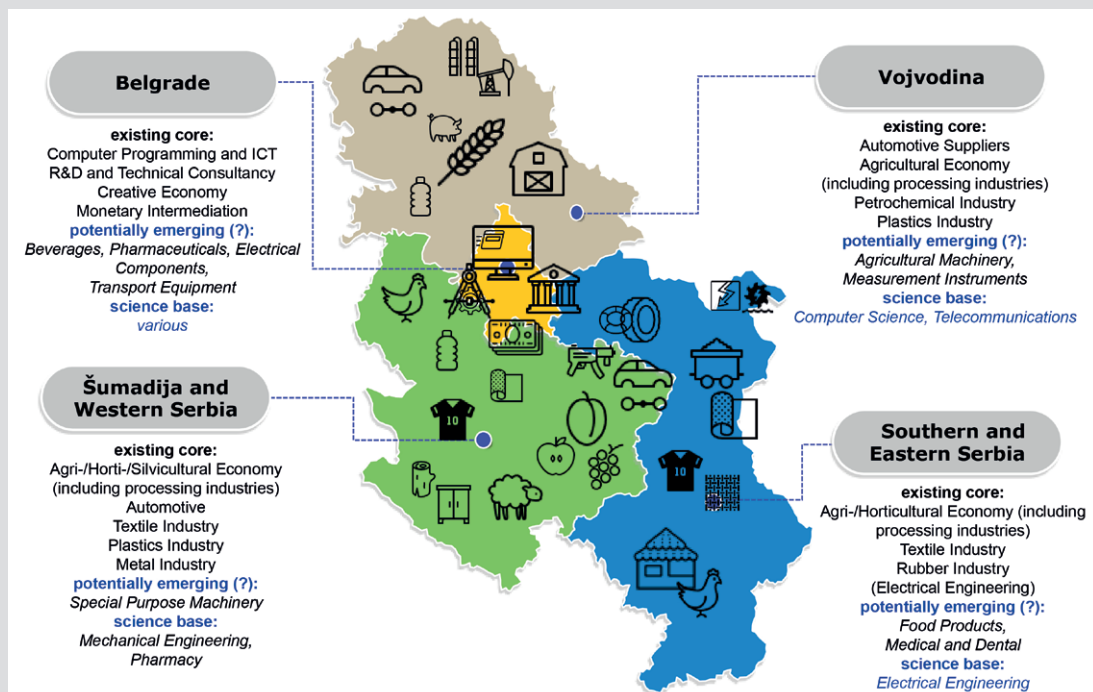 Belgrade
existing core:
Computer Programming and ICT
R&D and Technical Consultancy
Creative Economy
Monetary Intermediation
potentially emerging (?):
Beverages, Pharmaceuticals, Electrical
Components,
Transport Equipment
science base:
various
Vojvodina
existing core:
Automotive Suppliers
Agricultural Economy
(including processing industries)
Petrochemical Industry
Plastics Industry
potentially emerging (?):
Agricultural Machinery,
Measurement Instruments
science base:
Computer Science, Telecommunications
Šumadija and
Western Serbia
existing core:
Agri-/Horti-/Silvicultural Economy
(including processing industries)
Automotive
Textile Industry
Plastics Industry
Metal Industry
potentially emerging (?):
Special Purpose Machinery
science base:
Mechanical Engineering,
Pharmacy
Southern and
Eastern Serbia
existing core:
Agri-/Horticultural Economy (including
processing industries)
Textile Industry
Rubber Industry
(Electrical Engineering)
potentially emerging (?):
Food Products,
Medical and Dental
science base:
Electrical Engineering
10
10